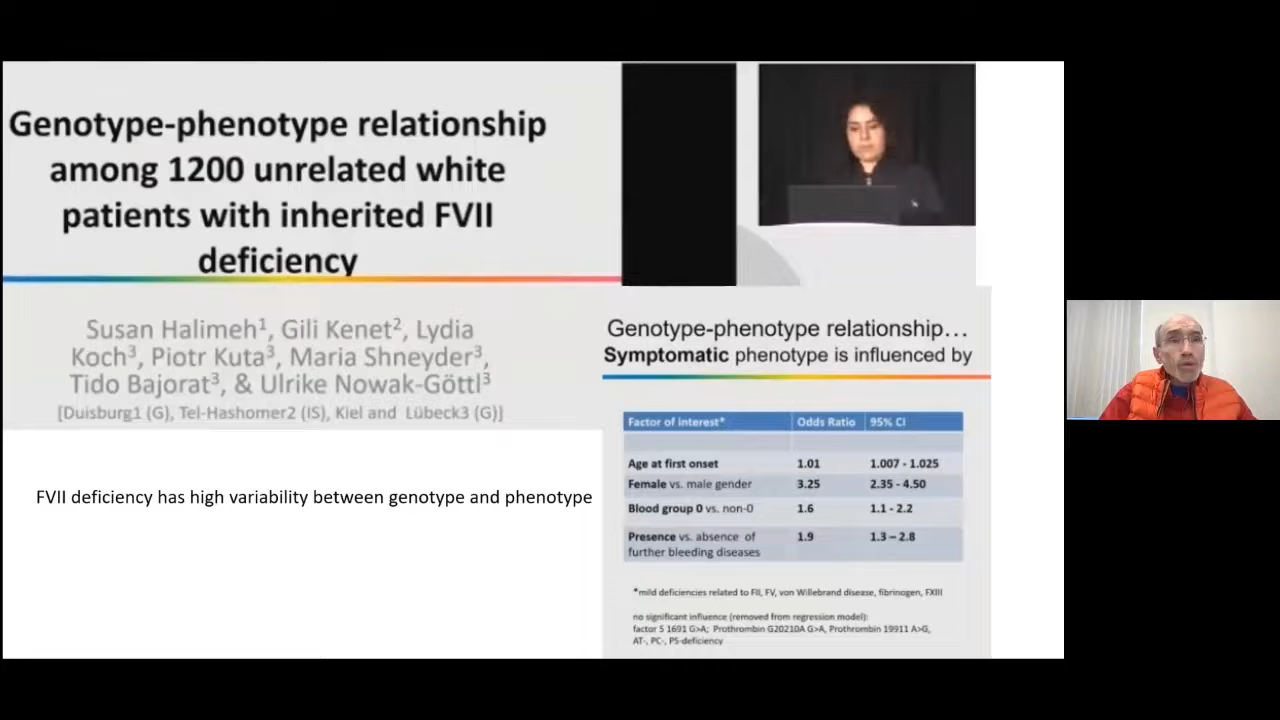 Genotype-phenotype relationship
among 1200 unrelated white
patients with inherited FVII
deficiency
Susan Halimeh¹, Gili Kenet², Lydia
Koch³, Piotr Kuta³, Maria Shneyder³,
Tido Bajorat³, & Ulrike Nowak-Göttl³
[Duisburg1 (G), Tel-Hashomer2 (IS), Kiel and Lübeck3 (G)]
FVII deficiency has high variability between genotype and phenotype
Genotype-phenotype relationship…
Symptomatic phenotype is influenced by
Factor of interest* Odds Ratio 95% CI
Age at first onset 1.01 1.007 - 1.025
Female vs. male gender 3.25 2.35 - 4.50
Blood group 0 vs. non-0 1.6 1.1 - 2.2
Presence vs. absence of 1.9 1.3 – 2.8
further bleeding diseases
*mild deficiencies related to FII, FV, von Willebrand disease, fibrinogen, FXIII
no significant influence (removed from regression model):
factor 5 1691 G>A; Prothrombin G20210A G>A, Prothrombin 19911 A>G,
AT-, PC-, PS-deficiency